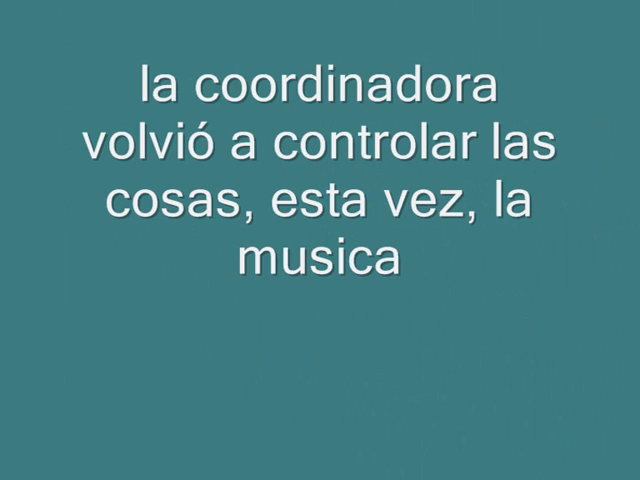 la coordinadora
volvió a controlar las
cosas, esta vez, la
musica